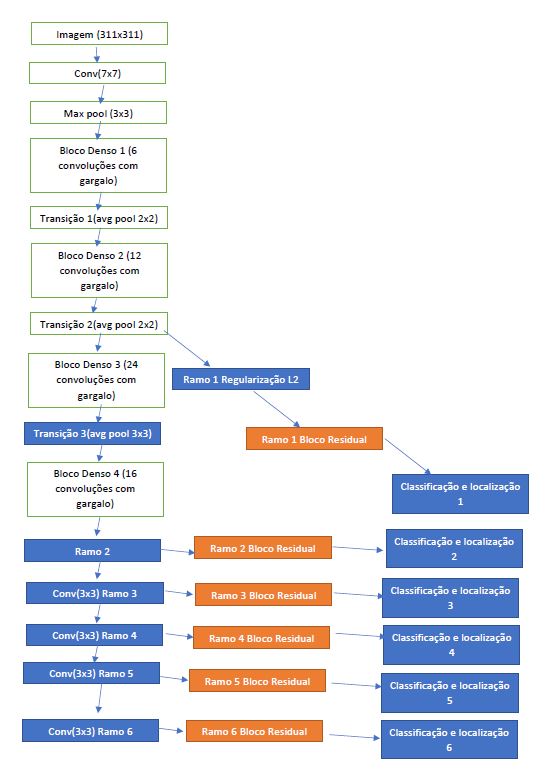 Imagem (311x311)
Conv(7x7)
Max pool (3x3)
Bloco Denso 1 (6
convoluções com
gargalo)
Transição 1(avg pool 2x2)
Bloco Denso 2 (12
convoluções com
gargalo)
Transição 2(avg pool 2x2)
Bloco Denso 3 (24
convoluções com
gargalo)
Ramo 1 Regularização L2
Transição 3(avg pool 3x3)
Ramo 1 Bloco Residual
Bloco Denso 4 (16
convoluções com
gargalo)
Classificação e localização
1
Ramo 2
Ramo 2 Bloco Residual
Classificação e localização
2
Conv(3x3) Ramo 3
Ramo 3 Bloco Residual
Classificação e localização
3
Conv(3x3) Ramo 4
Ramo 4 Bloco Residual
Classificação e localização
4
Conv(3x3) Ramo 5
Ramo 5 Bloco Residual
Classificação e localização
5
Conv(3x3) Ramo 6
Ramo 6 Bloco Residual
Classificação e localização
6